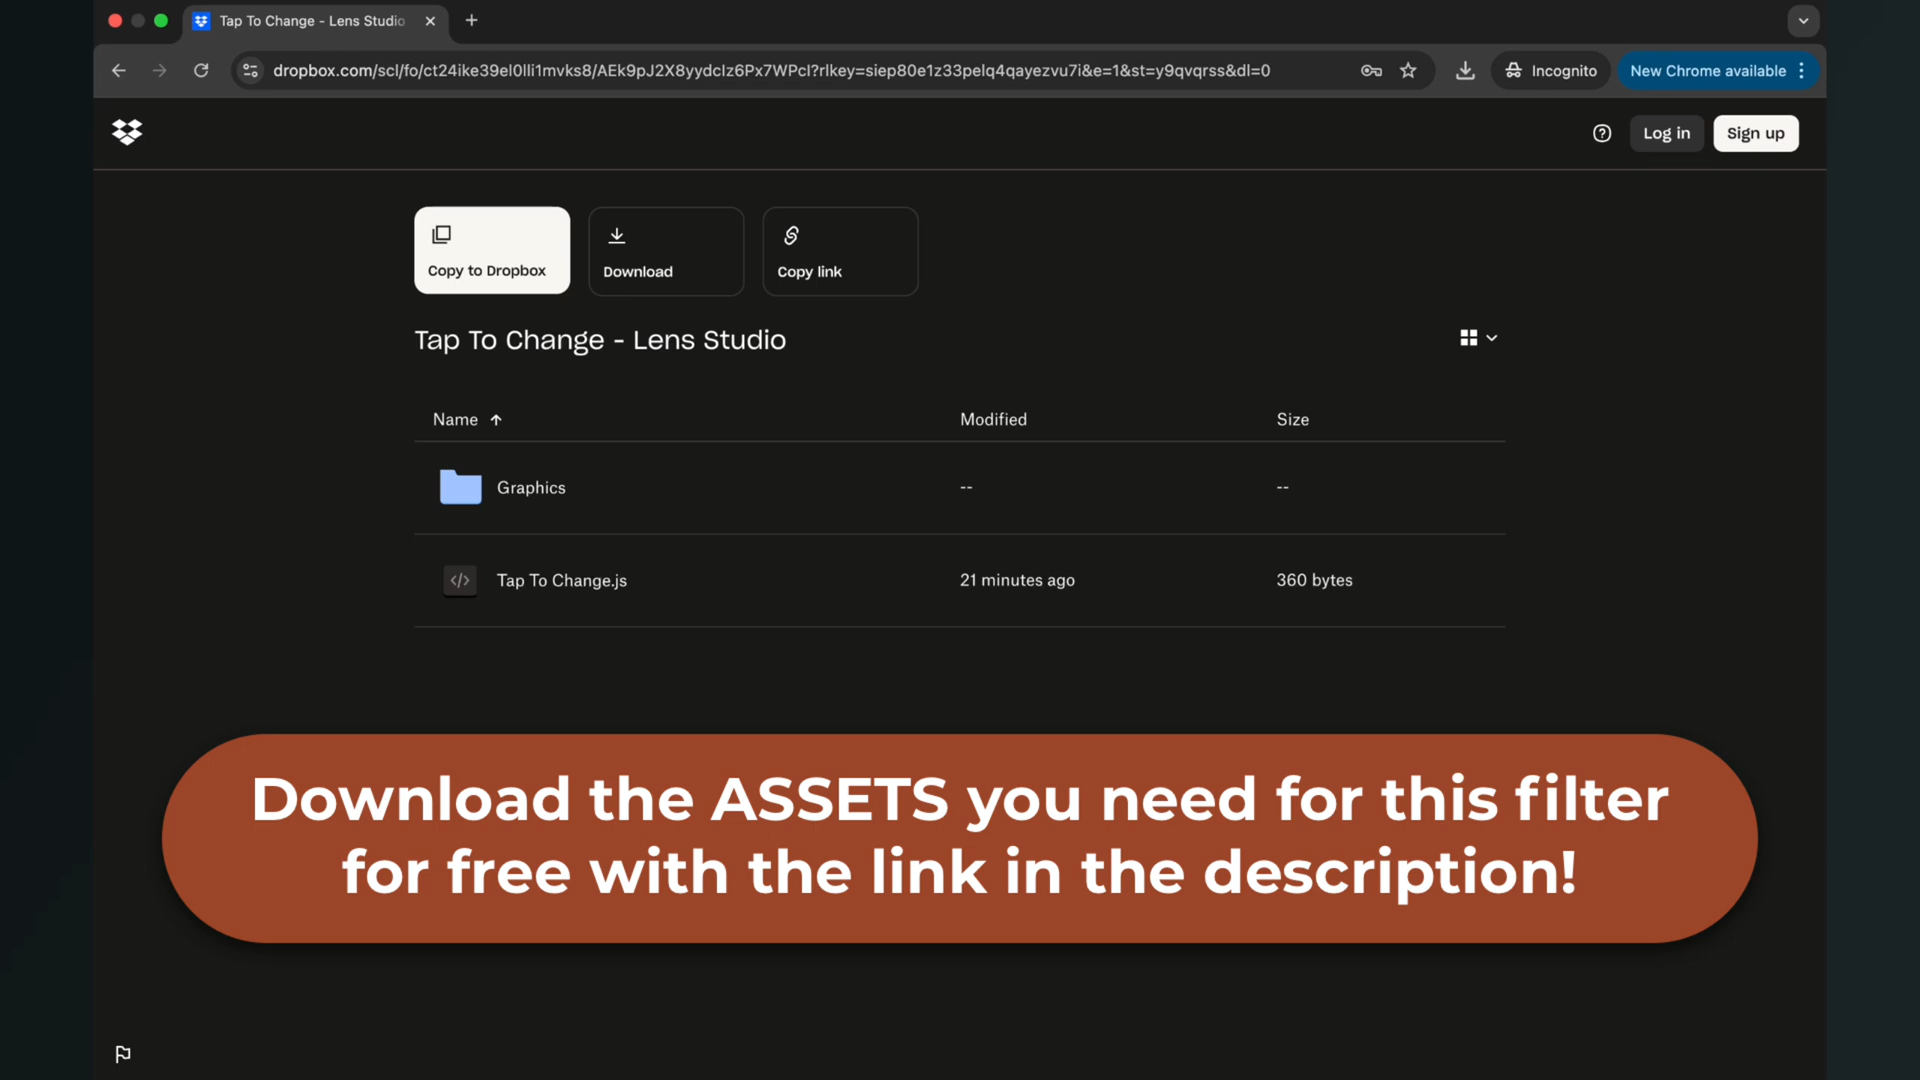 Tap To Change - Lens Studio
dropbox.com/scl/fo/ct24ike39el0lli1mvks8/AEk9pJ2X8yydclz6Px7WPcI?rlkey=siep80e1z33pelq4qayezvu7i&e=1&st=y9qvqrss&dl=0
Incognito
New Chrome available
Log in
Sign up
Copy to Dropbox
Download
Copy link
Tap To Change - Lens Studio
Name
Modified
Size
Graphics
--
--
Tap To Change.js
21 minutes ago
360 bytes
Download the ASSETS you need for this filter
for free with the link in the description!